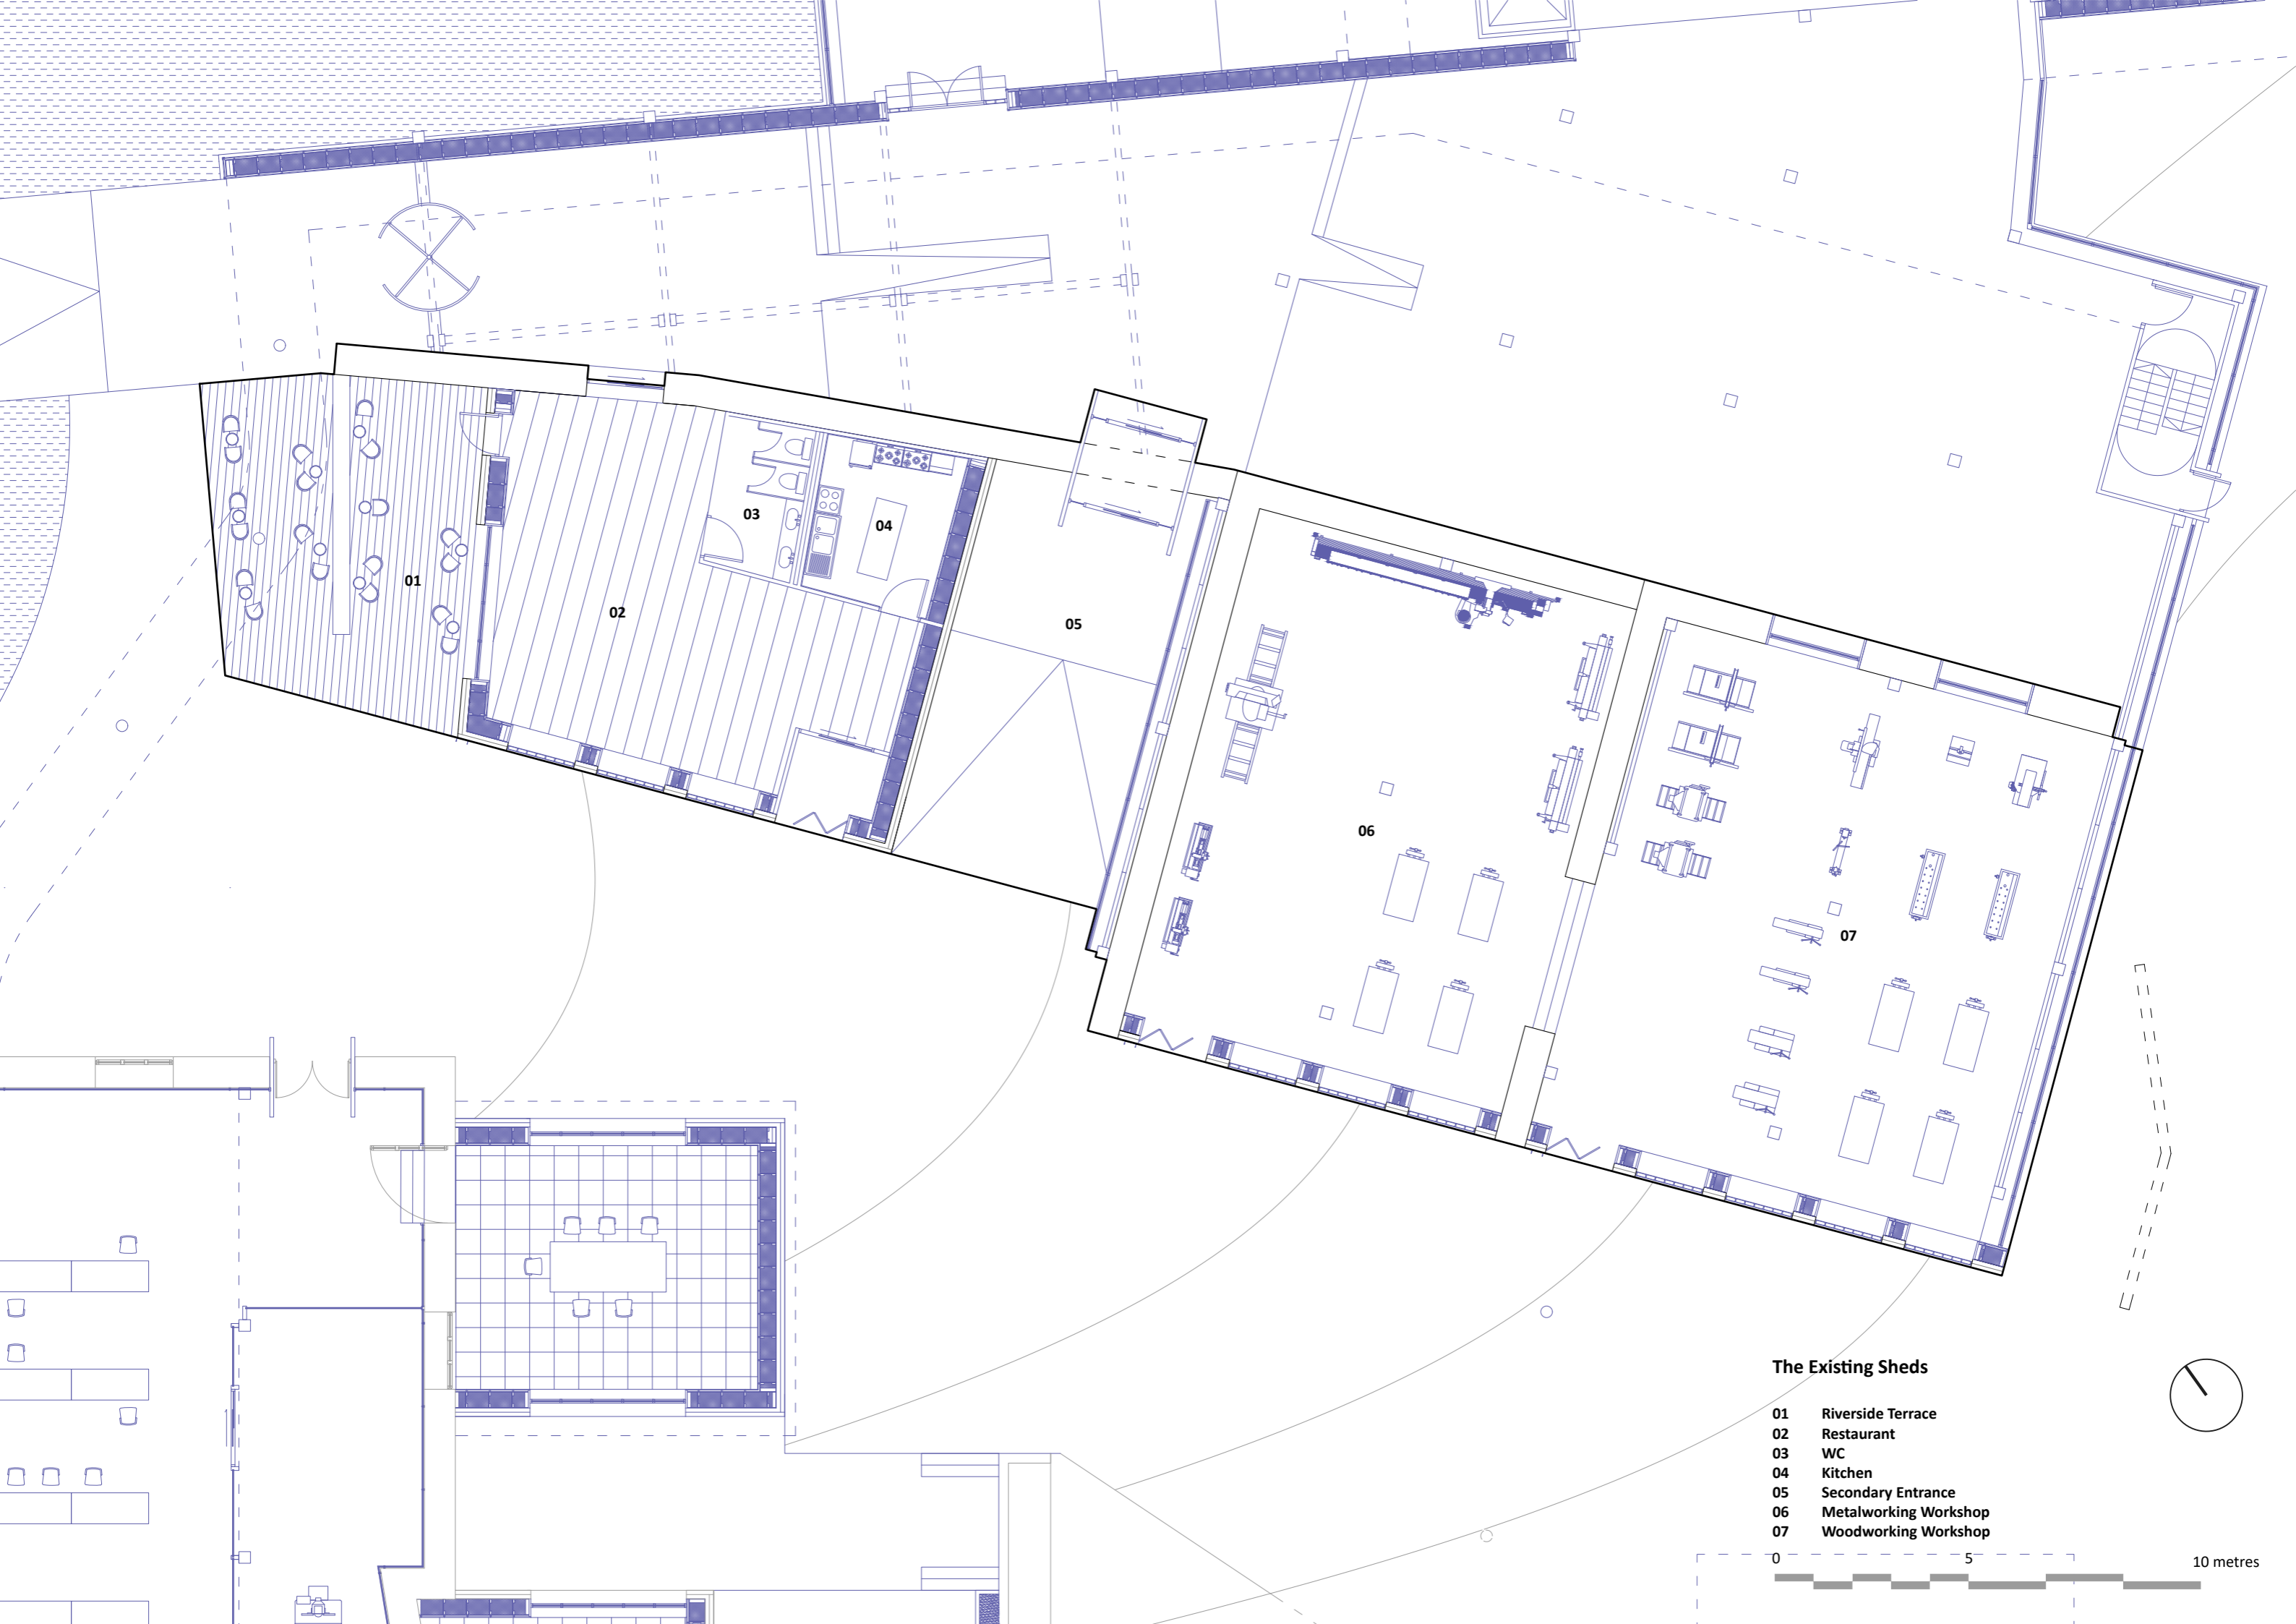 03
04
01
02
05
06
07
The Existing Sheds
01 Riverside Terrace
02 Restaurant
03 WC
04 Kitchen
05 Secondary Entrance
06 Metalworking Workshop
07 Woodworking Workshop
0 5 10 metres